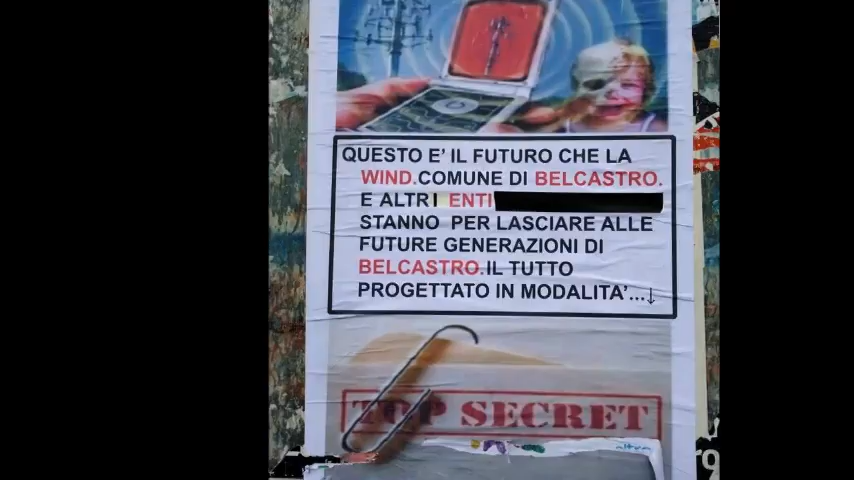 QUESTO E' IL FUTURO CHE LA
WIND.COMUNE DI BELCASTRO.
E ALTRI ENTI
STANNO PER LASCIARE ALLE
FUTURE GENERAZIONI DI
BELCASTRO.IL TUTTO
PROGETTATO IN MODALITA'...↓
TOP SECRET